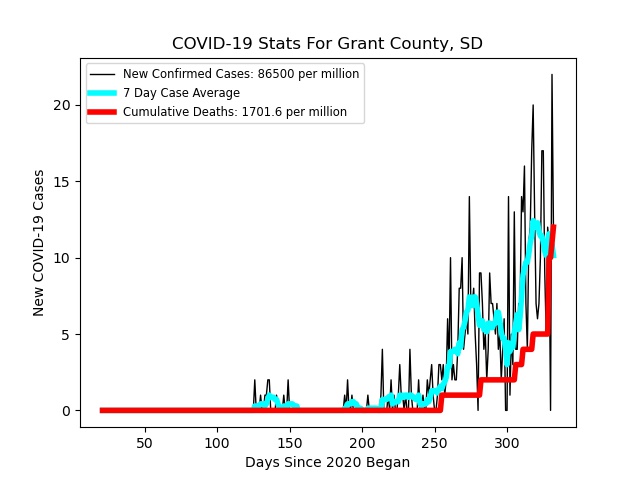 COVID-19 Stats For Grant County, SD
New Confirmed Cases: 86500 per million
7 Day Case Average
Cumulative Deaths: 1701.6 per million
New COVID-19 Cases
20
15
10
5
0
50 100 150 200 250 300
Days Since 2020 Began